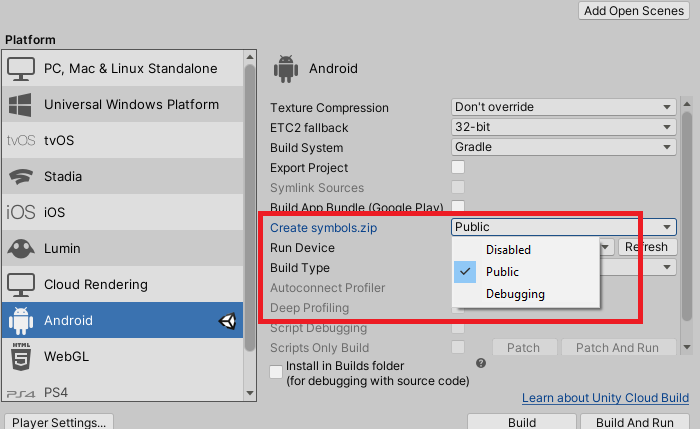 Add Open Scenes
Platform
PC, Mac & Linux Standalone
Universal Windows Platform
tvOS tvOS
Stadia
iOS iOS
Lumin
Cloud Rendering
Android
HTML
5
WebGL
PS4 PS4
Player Settings...
Android
Texture Compression Don't override
ETC2 fallback 32-bit
Build System Gradle
Export Project
Symlink Sources
Build App Bundle (Google Play)
Create symbols.zip Public
Run Device Refresh
Build Type
Autoconnect Profiler
Deep Profiling
Disabled
Public
Debugging
Script Debugging
Scripts Only Build Patch Patch And Run
Install in Builds folder
(for debugging with source code)
Learn about Unity Cloud Build
Build Build And Run